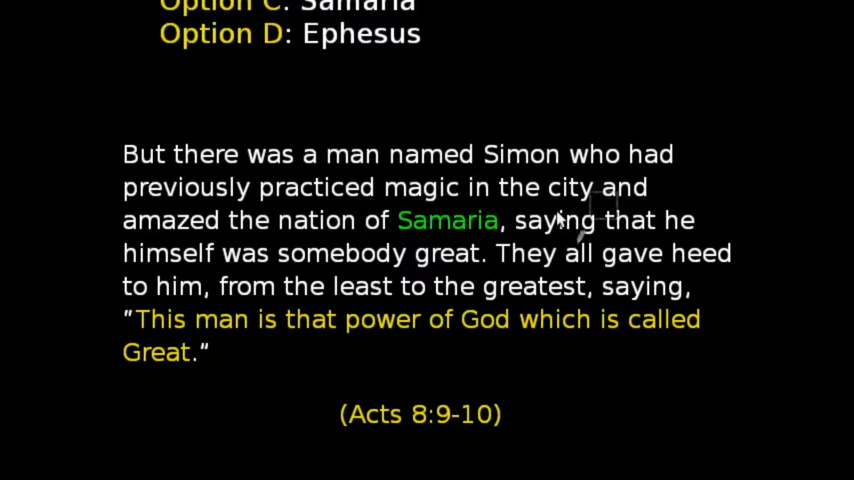 Option C: Samaria
Option D: Ephesus
But there was a man named Simon who had
previously practiced magic in the city and
amazed the nation of Samaria, saying that he
himself was somebody great. They all gave heed
to him, from the least to the greatest, saying,
"This man is that power of God which is called
Great."
(Acts 8:9-10)